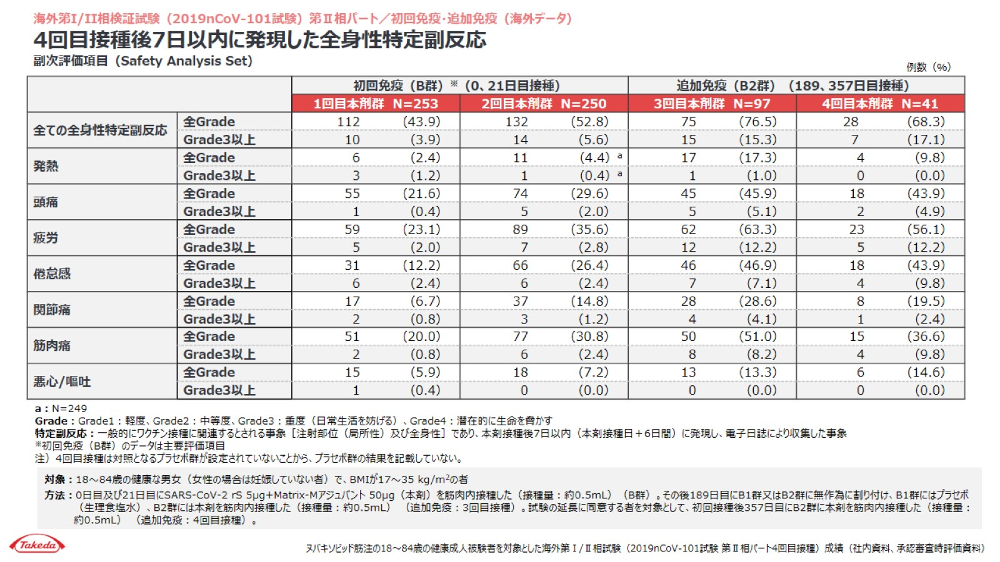 海外第I/II相検証試験（2019nCoV-101試験）第Ⅱ相パート／初回免疫・追加免疫（海外データ）
4回目接種後7日以内に発現した全身性特定副反応
副次評価項目（Safety Analysis Set）
例数（%）
初回免疫（B群）※（0、21日目接種） 追加免疫（B2群）（189、357日目接種）
1回目本剤群 N=253 2回目本剤群 N=250 3回目本剤群 N=97 4回目本剤群 N=41
全ての全身性特定副反応 全Grade 112 (43.9) 132 (52.8) 75 (76.5) 28 (68.3)
Grade3以上 10 (3.9) 14 (5.6) 15 (15.3) 7 (17.1)
発熱 全Grade 6 (2.4) 11 (4.4) a 17 (17.3) 4 (9.8)
Grade3以上 3 (1.2) 1 (0.4) a 1 (1.0) 0 (0.0)
頭痛 全Grade 55 (21.6) 74 (29.6) 45 (45.9) 18 (43.9)
Grade3以上 1 (0.4) 5 (2.0) 5 (5.1) 2 (4.9)
疲労 全Grade 59 (23.1) 89 (35.6) 62 (63.3) 23 (56.1)
Grade3以上 5 (2.0) 7 (2.8) 12 (12.2) 5 (12.2)
倦怠感 全Grade 31 (12.2) 66 (26.4) 46 (46.9) 18 (43.9)
Grade3以上 6 (2.4) 6 (2.4) 7 (7.1) 4 (9.8)
関節痛 全Grade 17 (6.7) 37 (14.8) 28 (28.6) 8 (19.5)
Grade3以上 2 (0.8) 3 (1.2) 4 (4.1) 1 (2.4)
筋肉痛 全Grade 51 (20.0) 77 (30.8) 50 (51.0) 15 (36.6)
Grade3以上 2 (0.8) 6 (2.4) 8 (8.2) 4 (9.8)
悪心/嘔吐 全Grade 15 (5.9) 18 (7.2) 13 (13.3) 6 (14.6)
Grade3以上 1 (0.4) 0 (0.0) 0 (0.0) 0 (0.0)
a：N=249
Grade：Grade1：軽度、Grade2：中等度、Grade3：重度（日常生活を妨げる）、Grade4：潜在的に生命を脅かす
特定副反応：一般的にワクチン接種に関連するとされる事象［注射部位（局所性）及び全身性］であり、本剤接種後7日以内（本剤接種日＋6日間）に発現し、電子日誌により収集した事象
※初回免疫（B群）のデータは主要評価項目
注）4回目接種は対照となるプラセボ群が設定されていないことから、プラセボ群の結果を記載していない。
対象：18～84歳の健康な男女（女性の場合は妊娠していない者）で、BMIが17～35 kg/m²の者
方法：0日目及び21日目にSARS-CoV-2 rS 5μg+Matrix-Mアジュバント 50μg（本剤）を筋肉内接種した（接種量：約0.5mL）（B群）。その後189日目にB1群又はB2群に無作為に割り付け、B1群にはプラセボ
（生理食塩水）、B2群には本剤を筋肉内接種した（接種量：約0.5mL）（追加免疫：3回目接種）。試験の延長に同意する者を対象として、初回接種後357日目にB2群に本剤を筋肉内接種した（接種量：
約0.5mL）（追加免疫：4回目接種）。
Takeda
ヌバキソビッド筋注の18～84歳の健康成人被験者を対象とした海外第Ⅰ/Ⅱ相試験（2019nCoV-101試験 第Ⅱ相パート4回目接種）成績（社内資料、承認審査時評価資料）